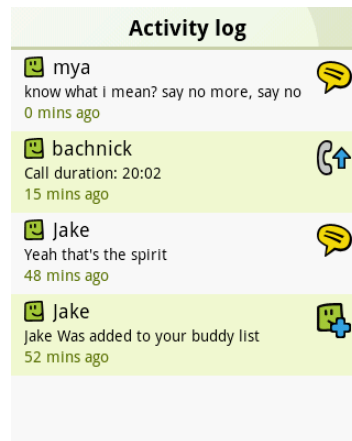 Activity log
mya
know what i mean? say no more, say no
0 mins ago
bachnick
Call duration: 20:02
15 mins ago
Jake
Yeah that's the spirit
48 mins ago
Jake
Jake Was added to your buddy list
52 mins ago